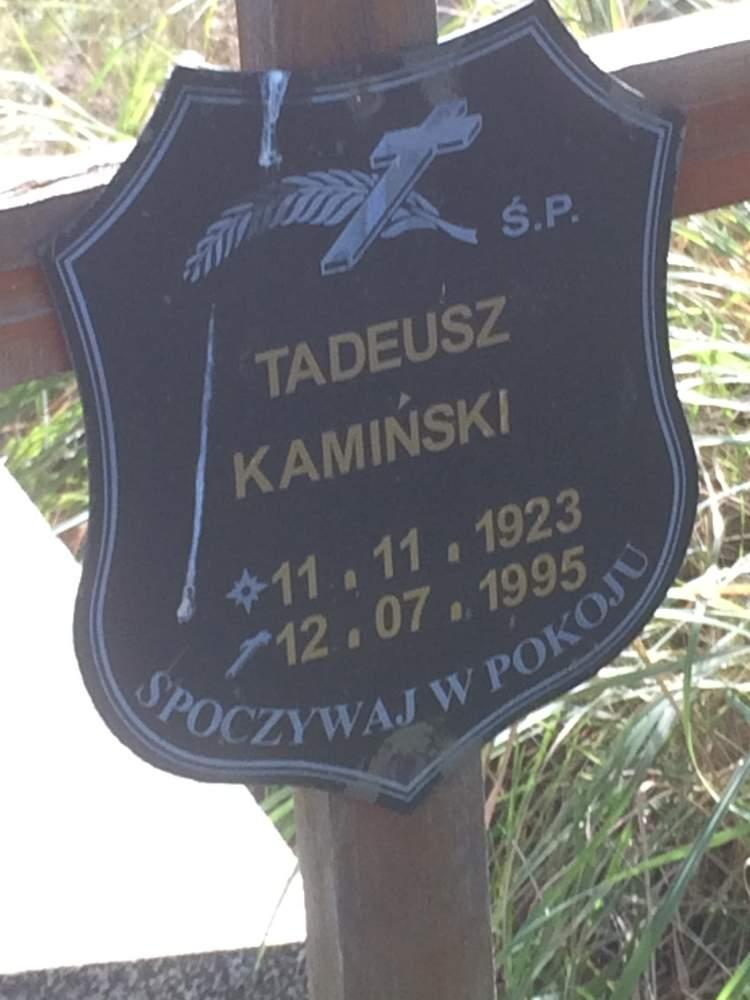 Ś.P.
TADEUSZ
KAMIŃSKI
11.11.1923
12.07.1995
SPOCZYWAJ W POKOJU